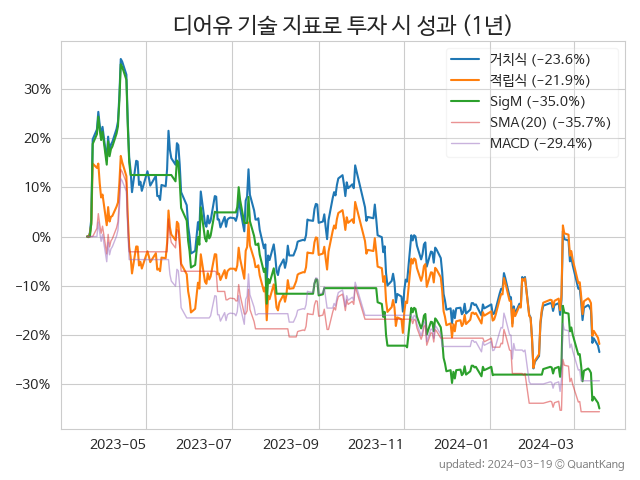 디어유 기술 지표로 투자 시 성과 (1년)
거치식 (−23.6%)
적립식 (−21.9%)
SigM (−35.0%)
SMA(20) (−35.7%)
MACD (−29.4%)
30%
20%
10%
0%
−10%
−20%
−30%
2023-05 2023-07 2023-09 2023-11 2024-01 2024-03
updated: 2024-03-19 © QuantKang